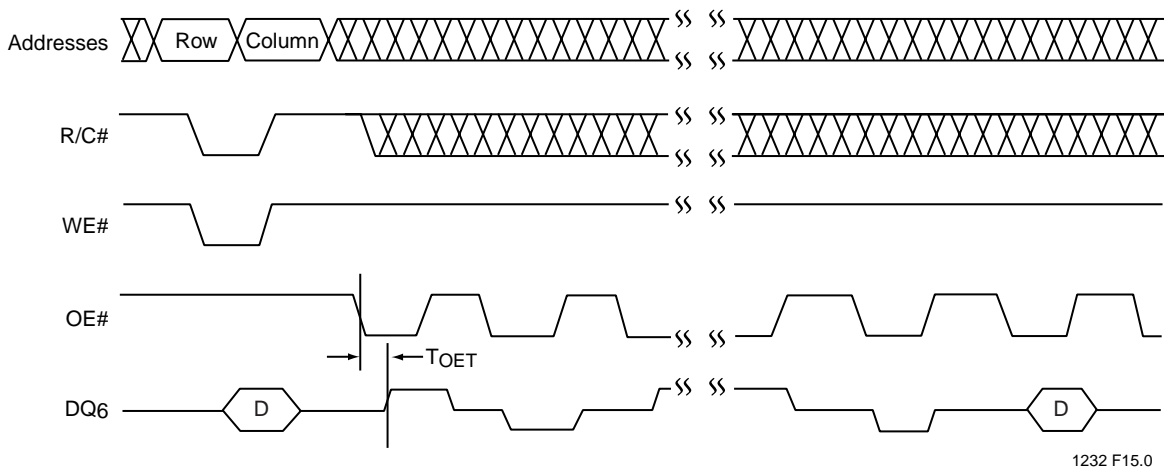 Addresses Row Column
R/C#
WE#
OE#
TOET
DQ6 D D
1232 F15.0